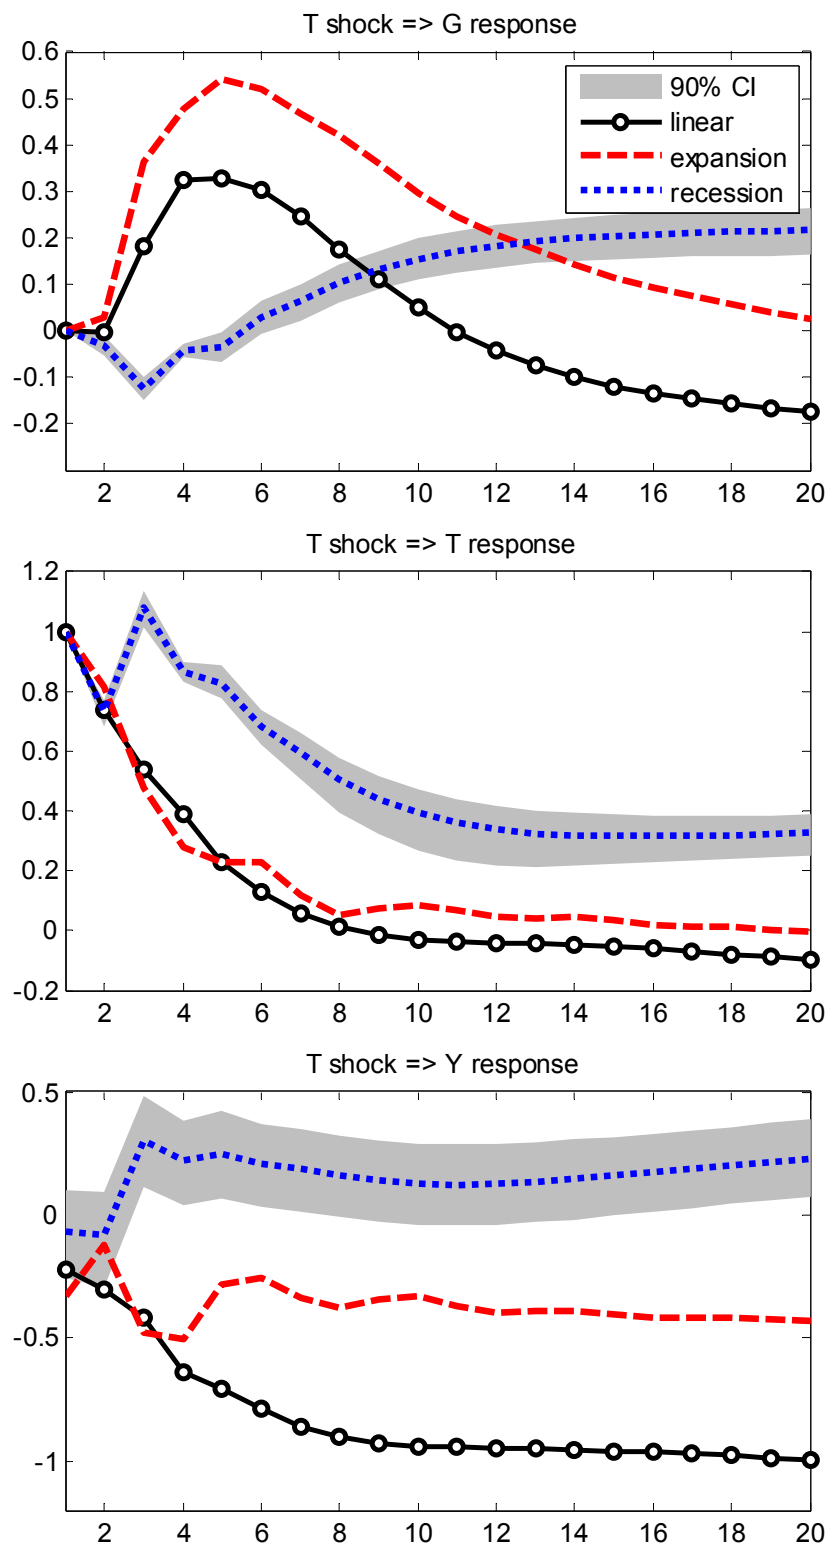 T shock => G response
0.6
0.5
0.4
0.3
0.2
0.1
0
-0.1
-0.2
90% CI
linear
expansion
recession
2 4 6 8 10 12 14 16 18 20
T shock => T response
1.2
1
0.8
0.6
0.4
0.2
0
-0.2
2 4 6 8 10 12 14 16 18 20
T shock => Y response
0.5
0
-0.5
-1
2 4 6 8 10 12 14 16 18 20